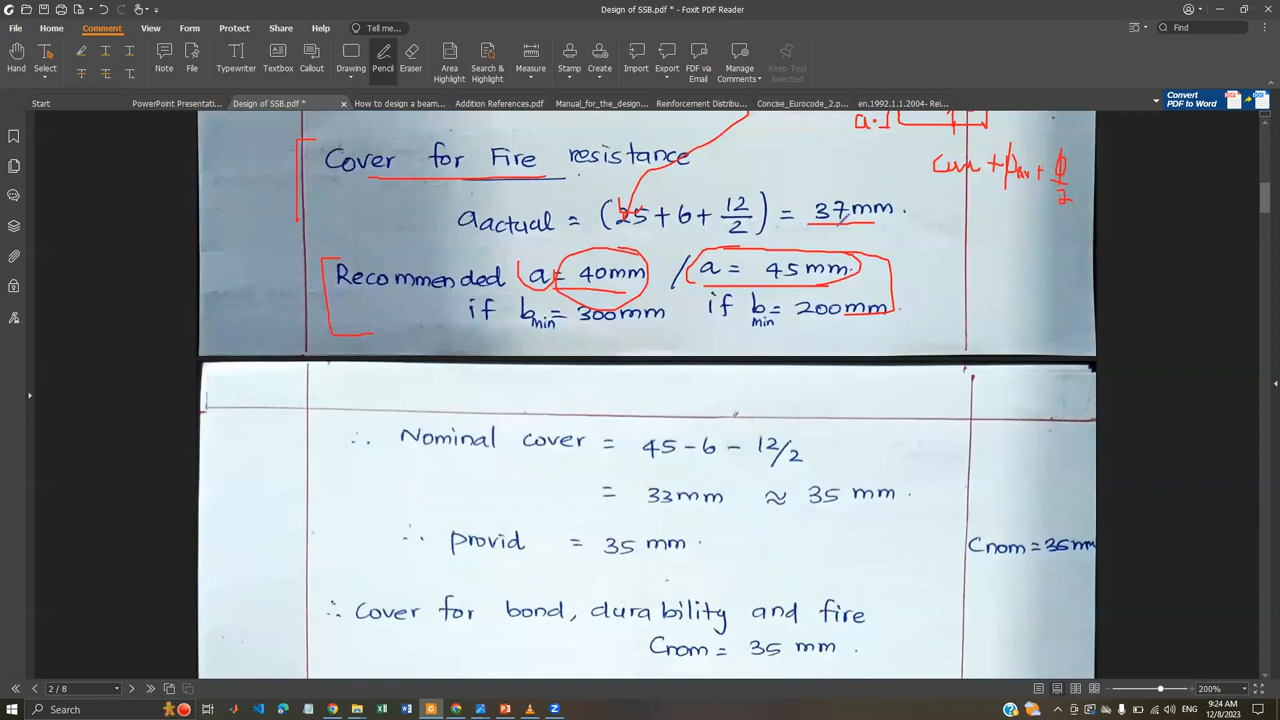 Design of SSB.pdf * - Foxit PDF Reader
File Home Comment View Form Protect Share Help Tell me... Find
Hand Select Note File Typewriter Textbox Callout Drawing Pencil Eraser Area Highlight Search & Highlight Measure Stamp Create Import Export FDF via Email Manage Comments Keep Tool Selected
Start PowerPoint Presentati... Design of SSB.pdf * How to design a beam... Addition References.pdf Manual_for_the_design... Reinforcement Distribu... Concise_Eurocode_2.p... en.1992.1.1.2004- Rei... Convert PDF to Word
Cover for Fire resistance
a actual = (25 + 6 + 12/2) = 37mm.
Recommended a = 40mm / a = 45mm.
if bmin = 300mm if bmin = 200mm.
∴ Nominal cover = 45 - 6 - 12/2
= 33mm ≈ 35 mm.
∴ provid = 35 mm.
Cnom = 35 mm
∴ Cover for bond, durability and fire
Cnom = 35 mm.
2 / 8 200%
Search ENG 9:24 AM
12/8/2023